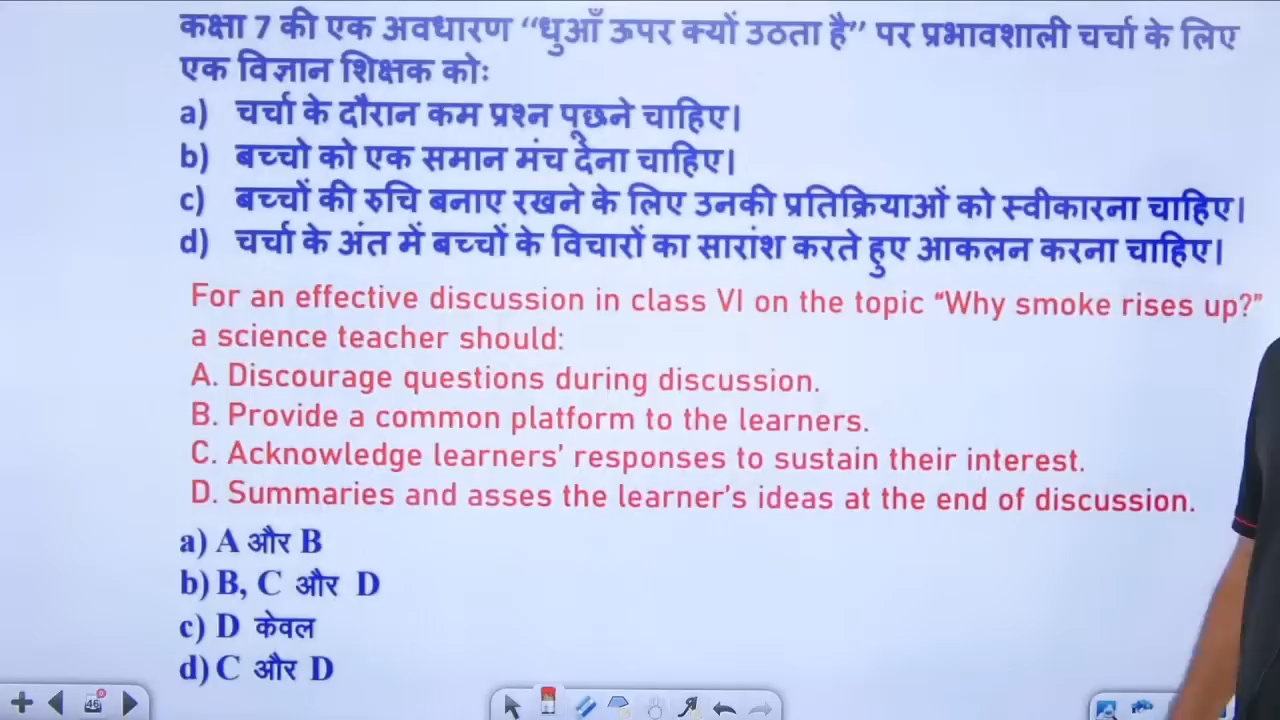 कक्षा 7 की एक अवधारण “धुआँ ऊपर क्यों उठता है” पर प्रभावशाली चर्चा के लिए
एक विज्ञान शिक्षक को:
a) चर्चा के दौरान कम प्रश्न पूछने चाहिए।
b) बच्चो को एक समान मंच देना चाहिए।
c) बच्चों की रुचि बनाए रखने के लिए उनकी प्रतिक्रियाओं को स्वीकारना चाहिए।
d) चर्चा के अंत में बच्चों के विचारों का सारांश करते हुए आकलन करना चाहिए।
For an effective discussion in class VI on the topic “Why smoke rises up?”
a science teacher should:
A. Discourage questions during discussion.
B. Provide a common platform to the learners.
C. Acknowledge learners’ responses to sustain their interest.
D. Summaries and asses the learner’s ideas at the end of discussion.
a) A और B
b) B, C और D
c) D केवल
d) C और D
45